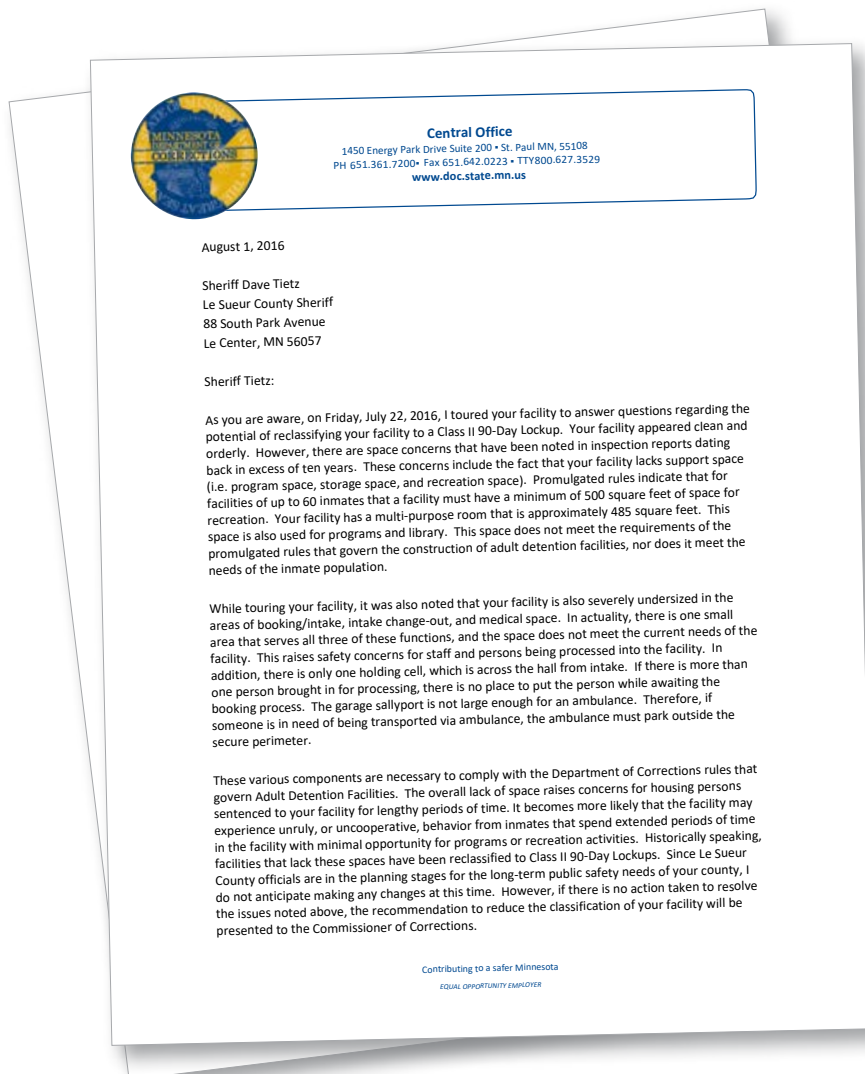 MINNESOTA
DEPARTMENT OF
CORRECTIONS
Central Office
1450 Energy Park Drive Suite 200 • St. Paul MN, 55108
PH 651.361.7200• Fax 651.642.0223 • TTY800.627.3529
www.doc.state.mn.us
August 1, 2016
Sheriff Dave Tietz
Le Sueur County Sheriff
88 South Park Avenue
Le Center, MN 56057
Sheriff Tietz:
As you are aware, on Friday, July 22, 2016, I toured your facility to answer questions regarding the
potential of reclassifying your facility to a Class II 90-Day Lockup. Your facility appeared clean and
orderly. However, there are space concerns that have been noted in inspection reports dating
back in excess of ten years. These concerns include the fact that your facility lacks support space
(i.e. program space, storage space, and recreation space). Promulgated rules indicate that for
facilities of up to 60 inmates that a facility must have a minimum of 500 square feet of space for
recreation. Your facility has a multi-purpose room that is approximately 485 square feet. This
space is also used for programs and library. This space does not meet the requirements of the
promulgated rules that govern the construction of adult detention facilities, nor does it meet the
needs of the inmate population.
While touring your facility, it was also noted that your facility is also severely undersized in the
areas of booking/intake, intake change-out, and medical space. In actuality, there is one small
area that serves all three of these functions, and the space does not meet the current needs of the
facility. This raises safety concerns for staff and persons being processed into the facility. In
addition, there is only one holding cell, which is across the hall from intake. If there is more than
one person brought in for processing, there is no place to put the person while awaiting the
booking process. The garage sallyport is not large enough for an ambulance. Therefore, if
someone is in need of being transported via ambulance, the ambulance must park outside the
secure perimeter.
These various components are necessary to comply with the Department of Corrections rules that
govern Adult Detention Facilities. The overall lack of space raises concerns for housing persons
sentenced to your facility for lengthy periods of time. It becomes more likely that the facility may
experience unruly, or uncooperative, behavior from inmates that spend extended periods of time
in the facility with minimal opportunity for programs or recreation activities. Historically speaking,
facilities that lack these spaces have been reclassified to Class II 90-Day Lockups. Since Le Sueur
County officials are in the planning stages for the long-term public safety needs of your county, I
do not anticipate making any changes at this time. However, if there is no action taken to resolve
the issues noted above, the recommendation to reduce the classification of your facility will be
presented to the Commissioner of Corrections.
Contributing to a safer Minnesota
EQUAL OPPORTUNITY EMPLOYER